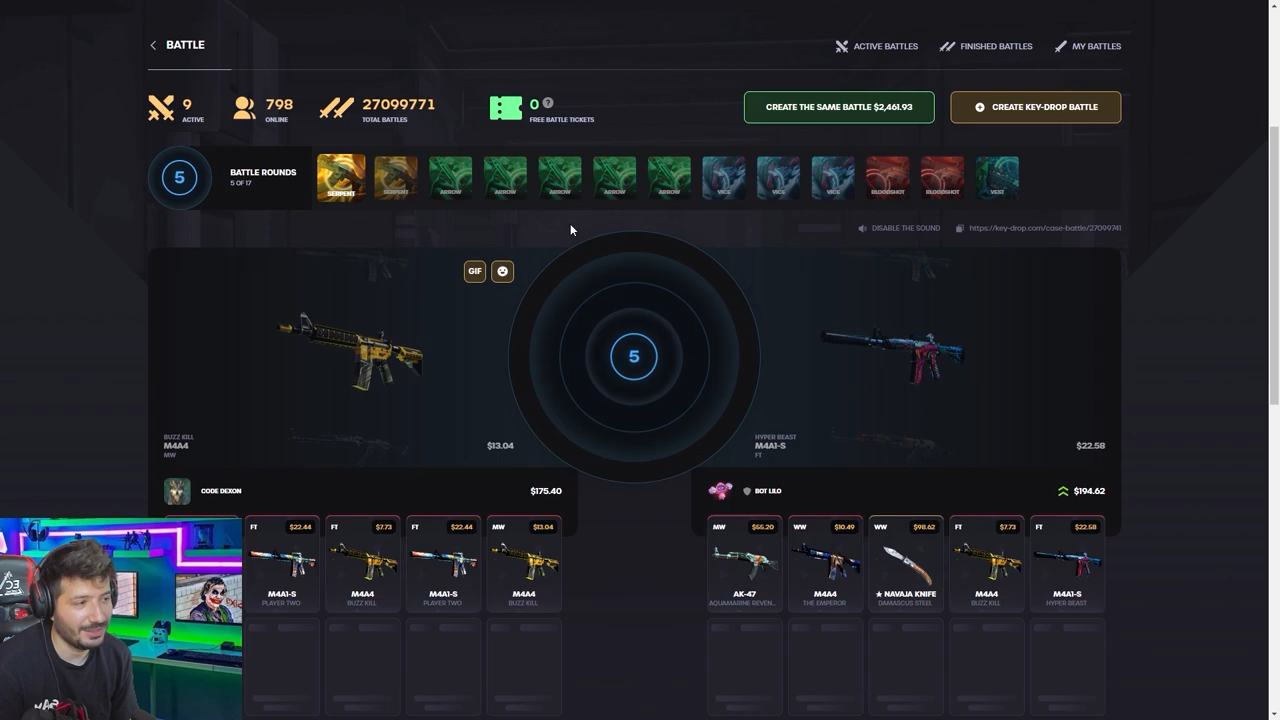 BATTLE
ACTIVE BATTLES
FINISHED BATTLES
MY BATTLES
9
ACTIVE
798
ONLINE
27099771
TOTAL BATTLES
0 ?
FREE BATTLE TICKETS
CREATE THE SAME BATTLE $2,461.93
CREATE KEY-DROP BATTLE
5
BATTLE ROUNDS
5 OF 17
SERPENT
SERPENT
ARROW
ARROW
ARROW
ARROW
ARROW
VICE
VICE
VICE
BLOODSHOT
BLOODSHOT
VEST
DISABLE THE SOUND
https://key-drop.com/case-battle/27099741
GIF
5
BUZZ KILL
M4A4
MW
$13.04
HYPER BEAST
M4A1-S
FT
$22.58
CODE DEXON
$175.40
BOT LILO
$194.62
FT $22.44
M4A1-S
PLAYER TWO
FT $7.73
M4A4
BUZZ KILL
FT $22.44
M4A1-S
PLAYER TWO
MW $13.04
M4A4
BUZZ KILL
MW $55.20
AK-47
AQUAMARINE REVEN...
WW $10.49
M4A4
THE EMPEROR
WW $98.62
★ NAVAJA KNIFE
DAMASCUS STEEL
FT $7.73
M4A4
BUZZ KILL
FT $22.58
M4A1-S
HYPER BEAST